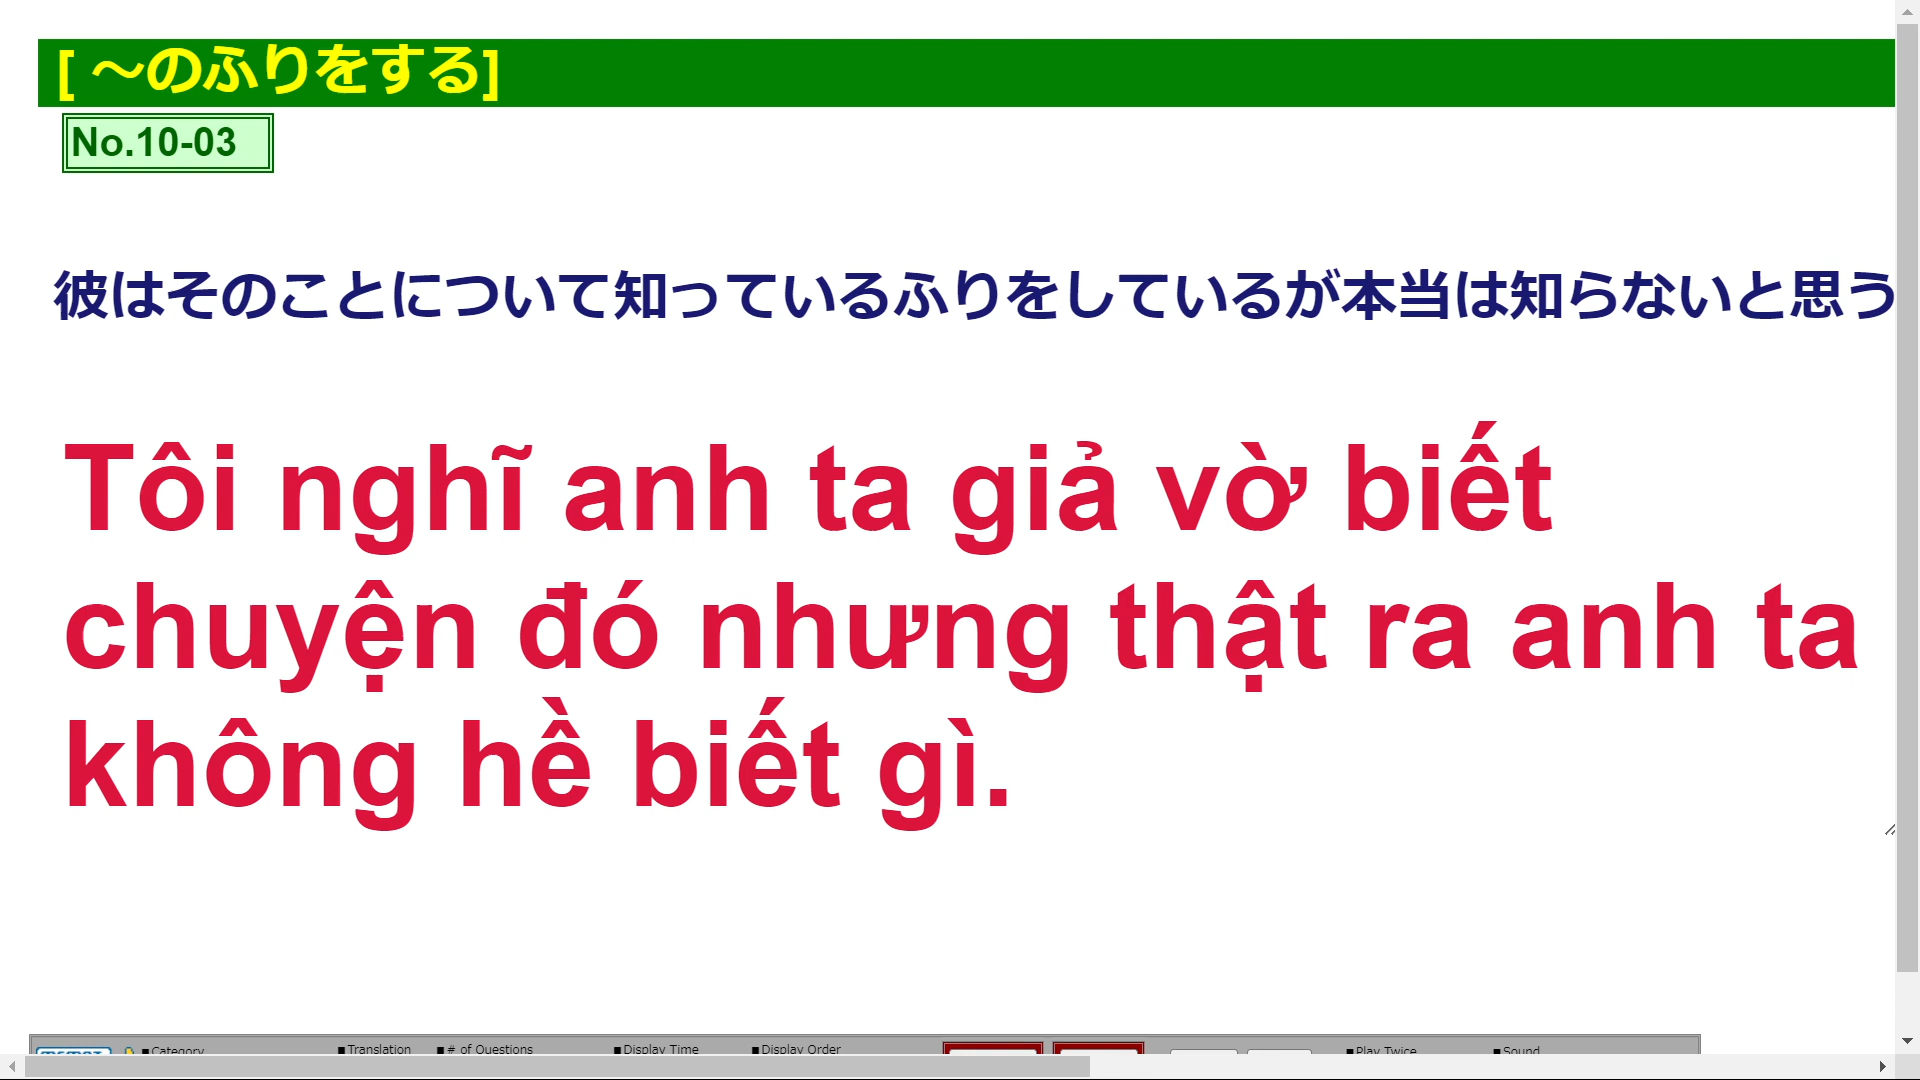 [ ～のふりをする]
No.10-03
彼はそのことについて知っているふりをしているが本当は知らないと思う
Tôi nghĩ anh ta giả vờ biết
chuyện đó nhưng thật ra anh ta
không hề biết gì.
■Category ■Translation ■# of Questions ■Display Time ■Display Order ■Play Twice ■Sound